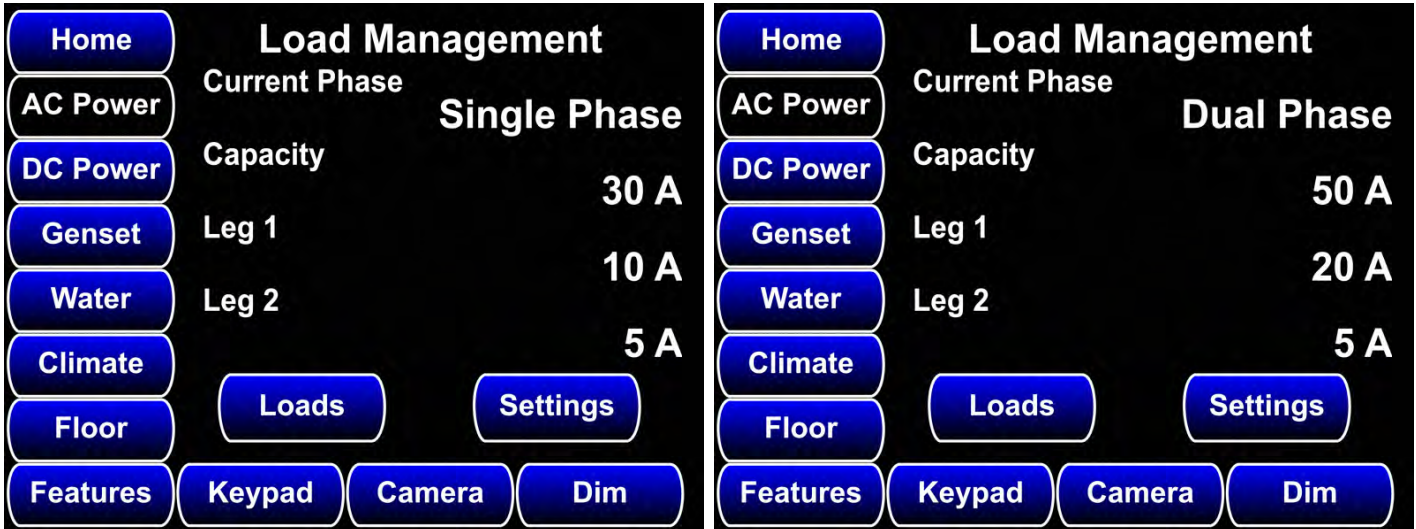 Home
Load Management
Current Phase
AC Power
Single Phase
Capacity
DC Power
30 A
Genset
Leg 1
10 A
Water
Leg 2
5 A
Climate
Loads
Settings
Floor
Features
Keypad
Camera
Dim
Home
Load Management
Current Phase
AC Power
Dual Phase
Capacity
DC Power
50 A
Genset
Leg 1
20 A
Water
Leg 2
5 A
Climate
Loads
Settings
Floor
Features
Keypad
Camera
Dim